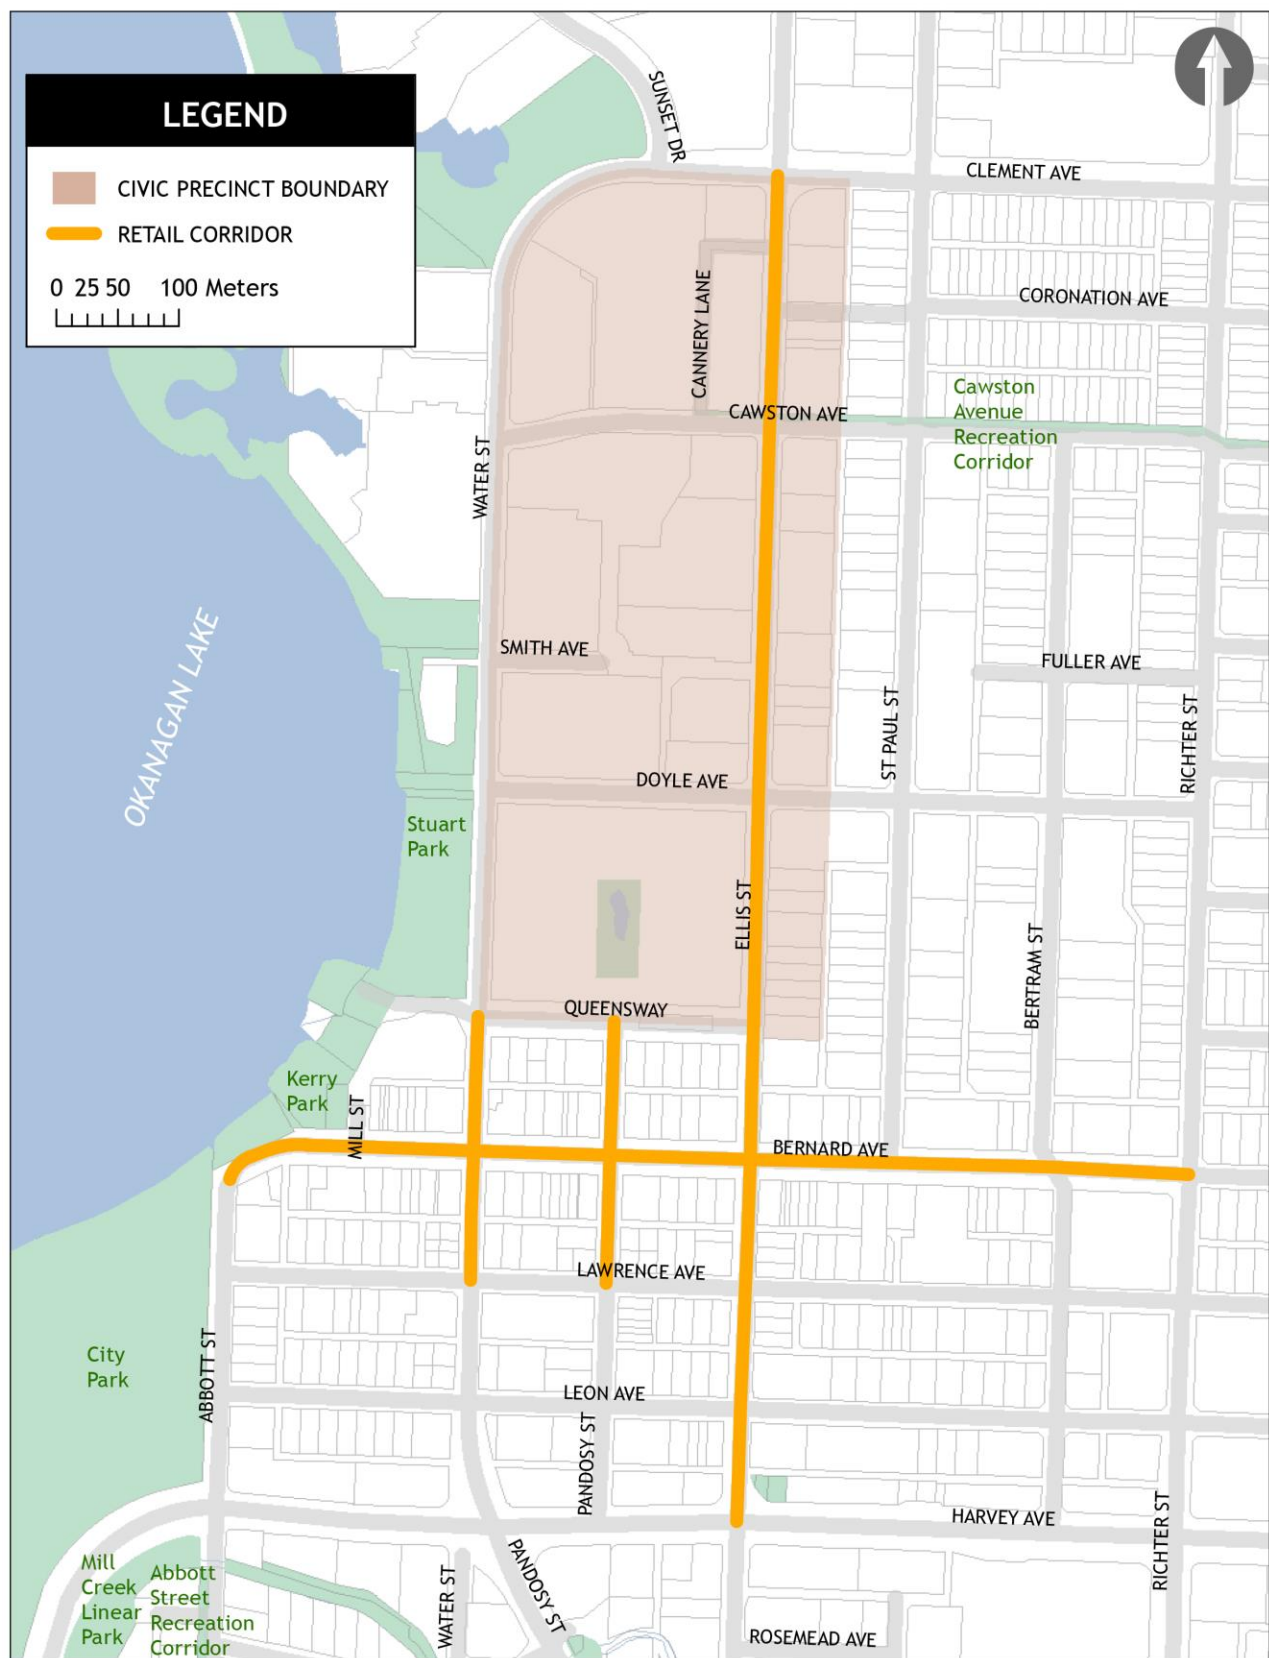 LEGEND
CIVIC PRECINCT BOUNDARY
RETAIL CORRIDOR
0 25 50 100 Meters
SUNSET DR
CLEMENT AVE
CORONATION AVE
CANNERY LANE
Cawston
Avenue
Recreation
Corridor
CAWSTON AVE
WATER ST
SMITH AVE
FULLER AVE
OKANAGAN LAKE
ST PAUL ST
RICHTER ST
DOYLE AVE
Stuart
Park
ELLIS ST
BERTRAM ST
QUEENSWAY
Kerry
Park
MILL ST
BERNARD AVE
LAWRENCE AVE
City
Park
ABBOTT ST
LEON AVE
PANDOSY ST
HARVEY AVE
RICHTER ST
Mill
Creek
Linear
Park
Abbott
Street
Recreation
Corridor
WATER ST
PANDOSY ST
ROSEMEAD AVE